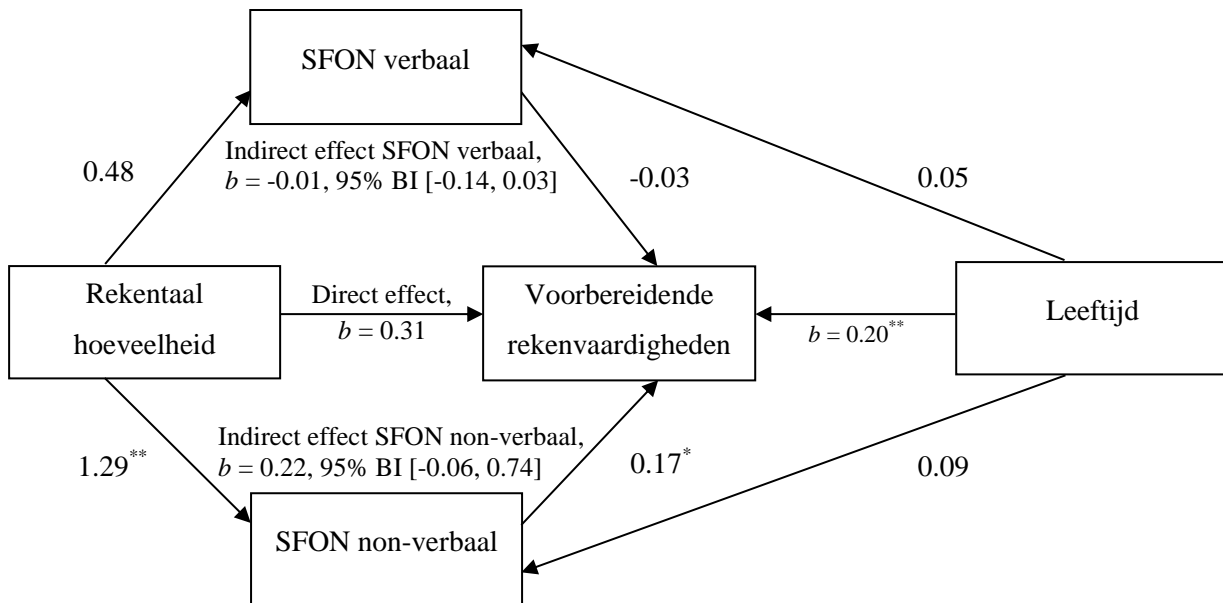 SFON verbaal
Indirect effect SFON verbaal,
b = -0.01, 95% BI [-0.14, 0.03]
0.48
-0.03
0.05
Rekentaal
hoeveelheid
Direct effect,
b = 0.31
Voorbereidende
rekenvaardigheden
b = 0.20**
Leeftijd
Indirect effect SFON non-verbaal,
b = 0.22, 95% BI [-0.06, 0.74]
1.29**
0.17*
0.09
SFON non-verbaal